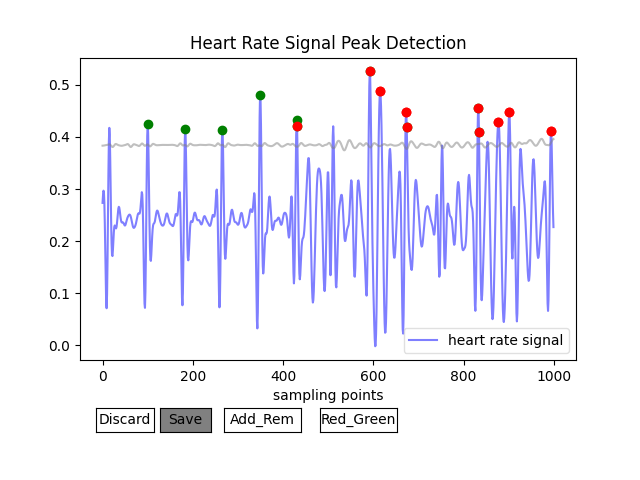 Heart Rate Signal Peak Detection
0.5
0.4
0.3
0.2
0.1
0.0
heart rate signal
0 200 400 600 800 1000
sampling points
Discard Save Add_Rem Red_Green